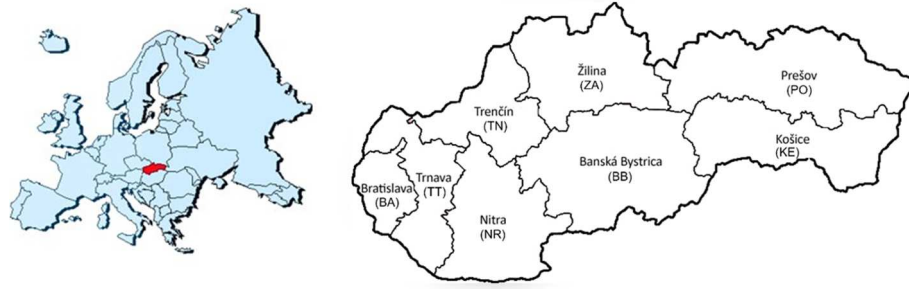 Žilina
(ZA)
Prešov
(PO)
Trenčín
(TN)
Košice
(KE)
Banská Bystrica
(BB)
Trnava
(TT)
Bratislava
(BA)
Nitra
(NR)